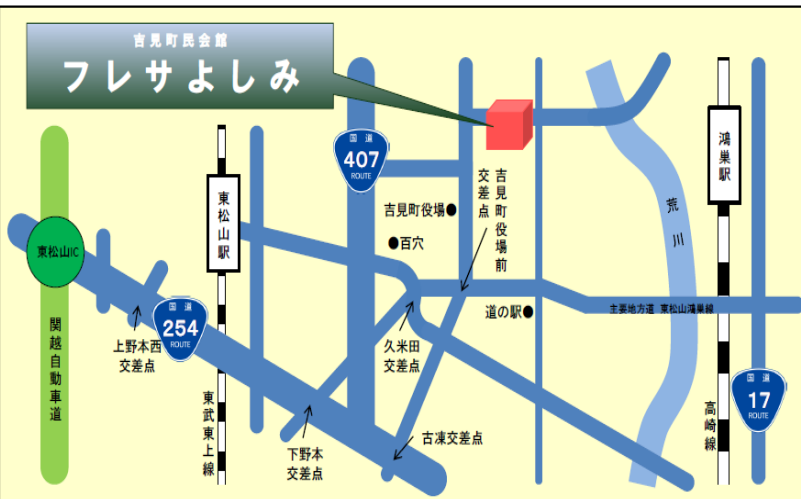 吉見町民会館
フレサよしみ
国道
407
ROUTE
鴻巣駅
東松山駅
吉見町役場●
●百穴
吉見町役場前
交差点
荒川
東松山IC
関越自動車道
上野本西
交差点
国道
254
ROUTE
東武東上線
下野本
交差点
久米田
交差点
古凍交差点
道の駅●
主要地方道 東松山鴻巣線
高崎線
国道
17
ROUTE